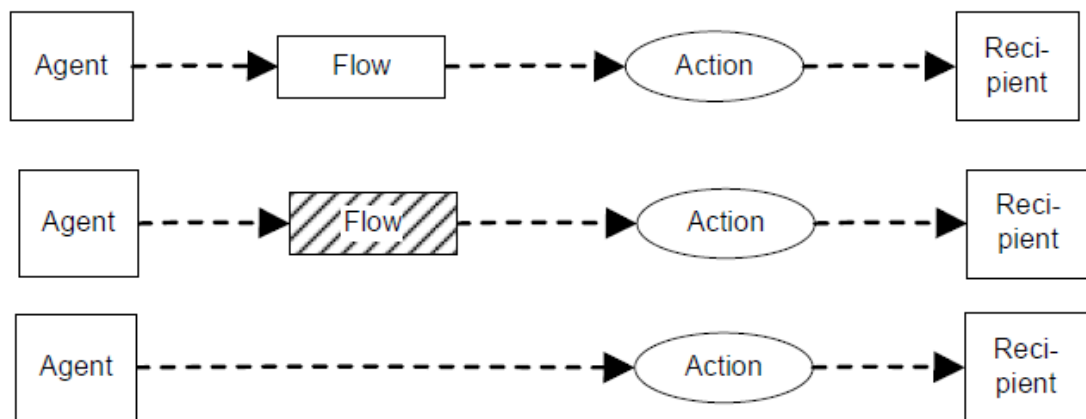 Agent Flow Action Reci-
pient
Agent Flow Action Reci-
pient
Agent Action Reci-
pient